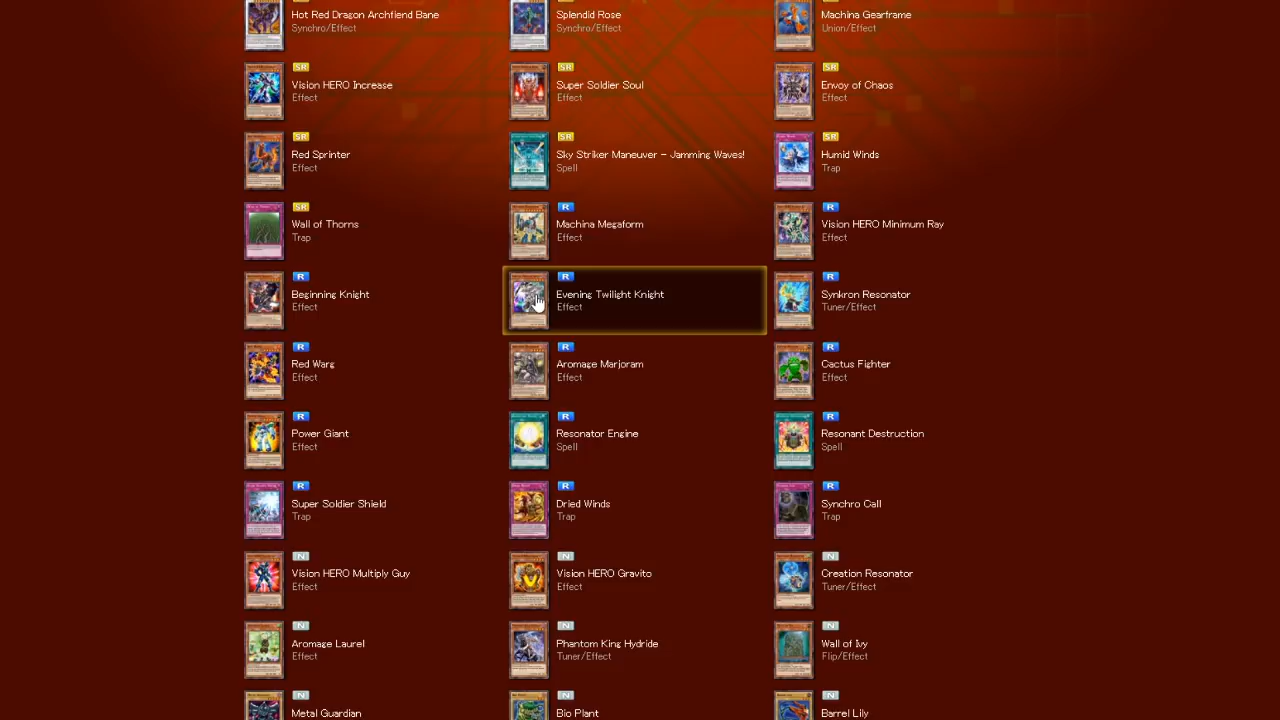 Hot Red Dragon Archfiend Bane
Synchro/Effect
Splendid Rose
Synchro/Effect
Machina Gearframe
Union/Effect
SR
Vision HERO Increase
Effect
SR
Super Soldier Soul
Effect
SR
Envoy of Chaos
Effect
SR
Red Sprinter
Effect
SR
Sky Striker Maneuver - Jamming Waves!
Spell
SR
Humid Winds
Trap
SR
Wall of Thorns
Trap
R
Machina Megaform
Effect
R
Vision HERO Minimum Ray
Effect
R
Beginning Knight
Effect
R
Evening Twilight Knight
Effect
R
Synkron Resonator
Tuner/Effect
R
Red Warg
Effect
R
Aromage Marjoram
Effect
R
Cactus Fighter
Effect
R
Power Giant
Effect
R
Resonator Engine
Spell
R
Resonant Destruction
Spell
R
Super Soldier Shield
Trap
R
Dried Winds
Trap
R
Synchro Call
Trap
N
Vision HERO Multiply Guy
Effect
N
Vision HERO Gravito
Effect
N
Creation Resonator
Tuner/Effect
N
Aromage Laurel
Effect
N
Phantom King Hydride
Tuner/Effect
N
Wall of Ivy
Flip/Effect
N
Metal Guardian
N
Bio Plant
N
Barrel Lily